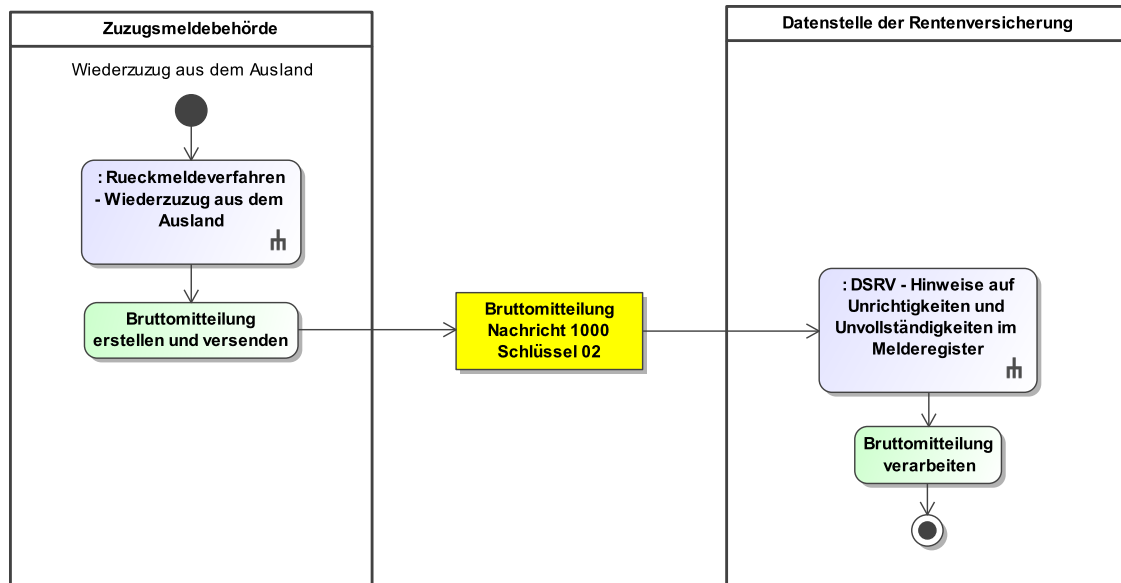 Zuzugsmeldebehörde
Wiederzuzug aus dem Ausland
: Rueckmeldeverfahren
- Wiederzuzug aus dem
Ausland
Bruttomitteilung
erstellen und versenden
Bruttomitteilung
Nachricht 1000
Schlüssel 02
Datenstelle der Rentenversicherung
: DSRV - Hinweise auf
Unrichtigkeiten und
Unvollständigkeiten im
Melderegister
Bruttomitteilung
verarbeiten